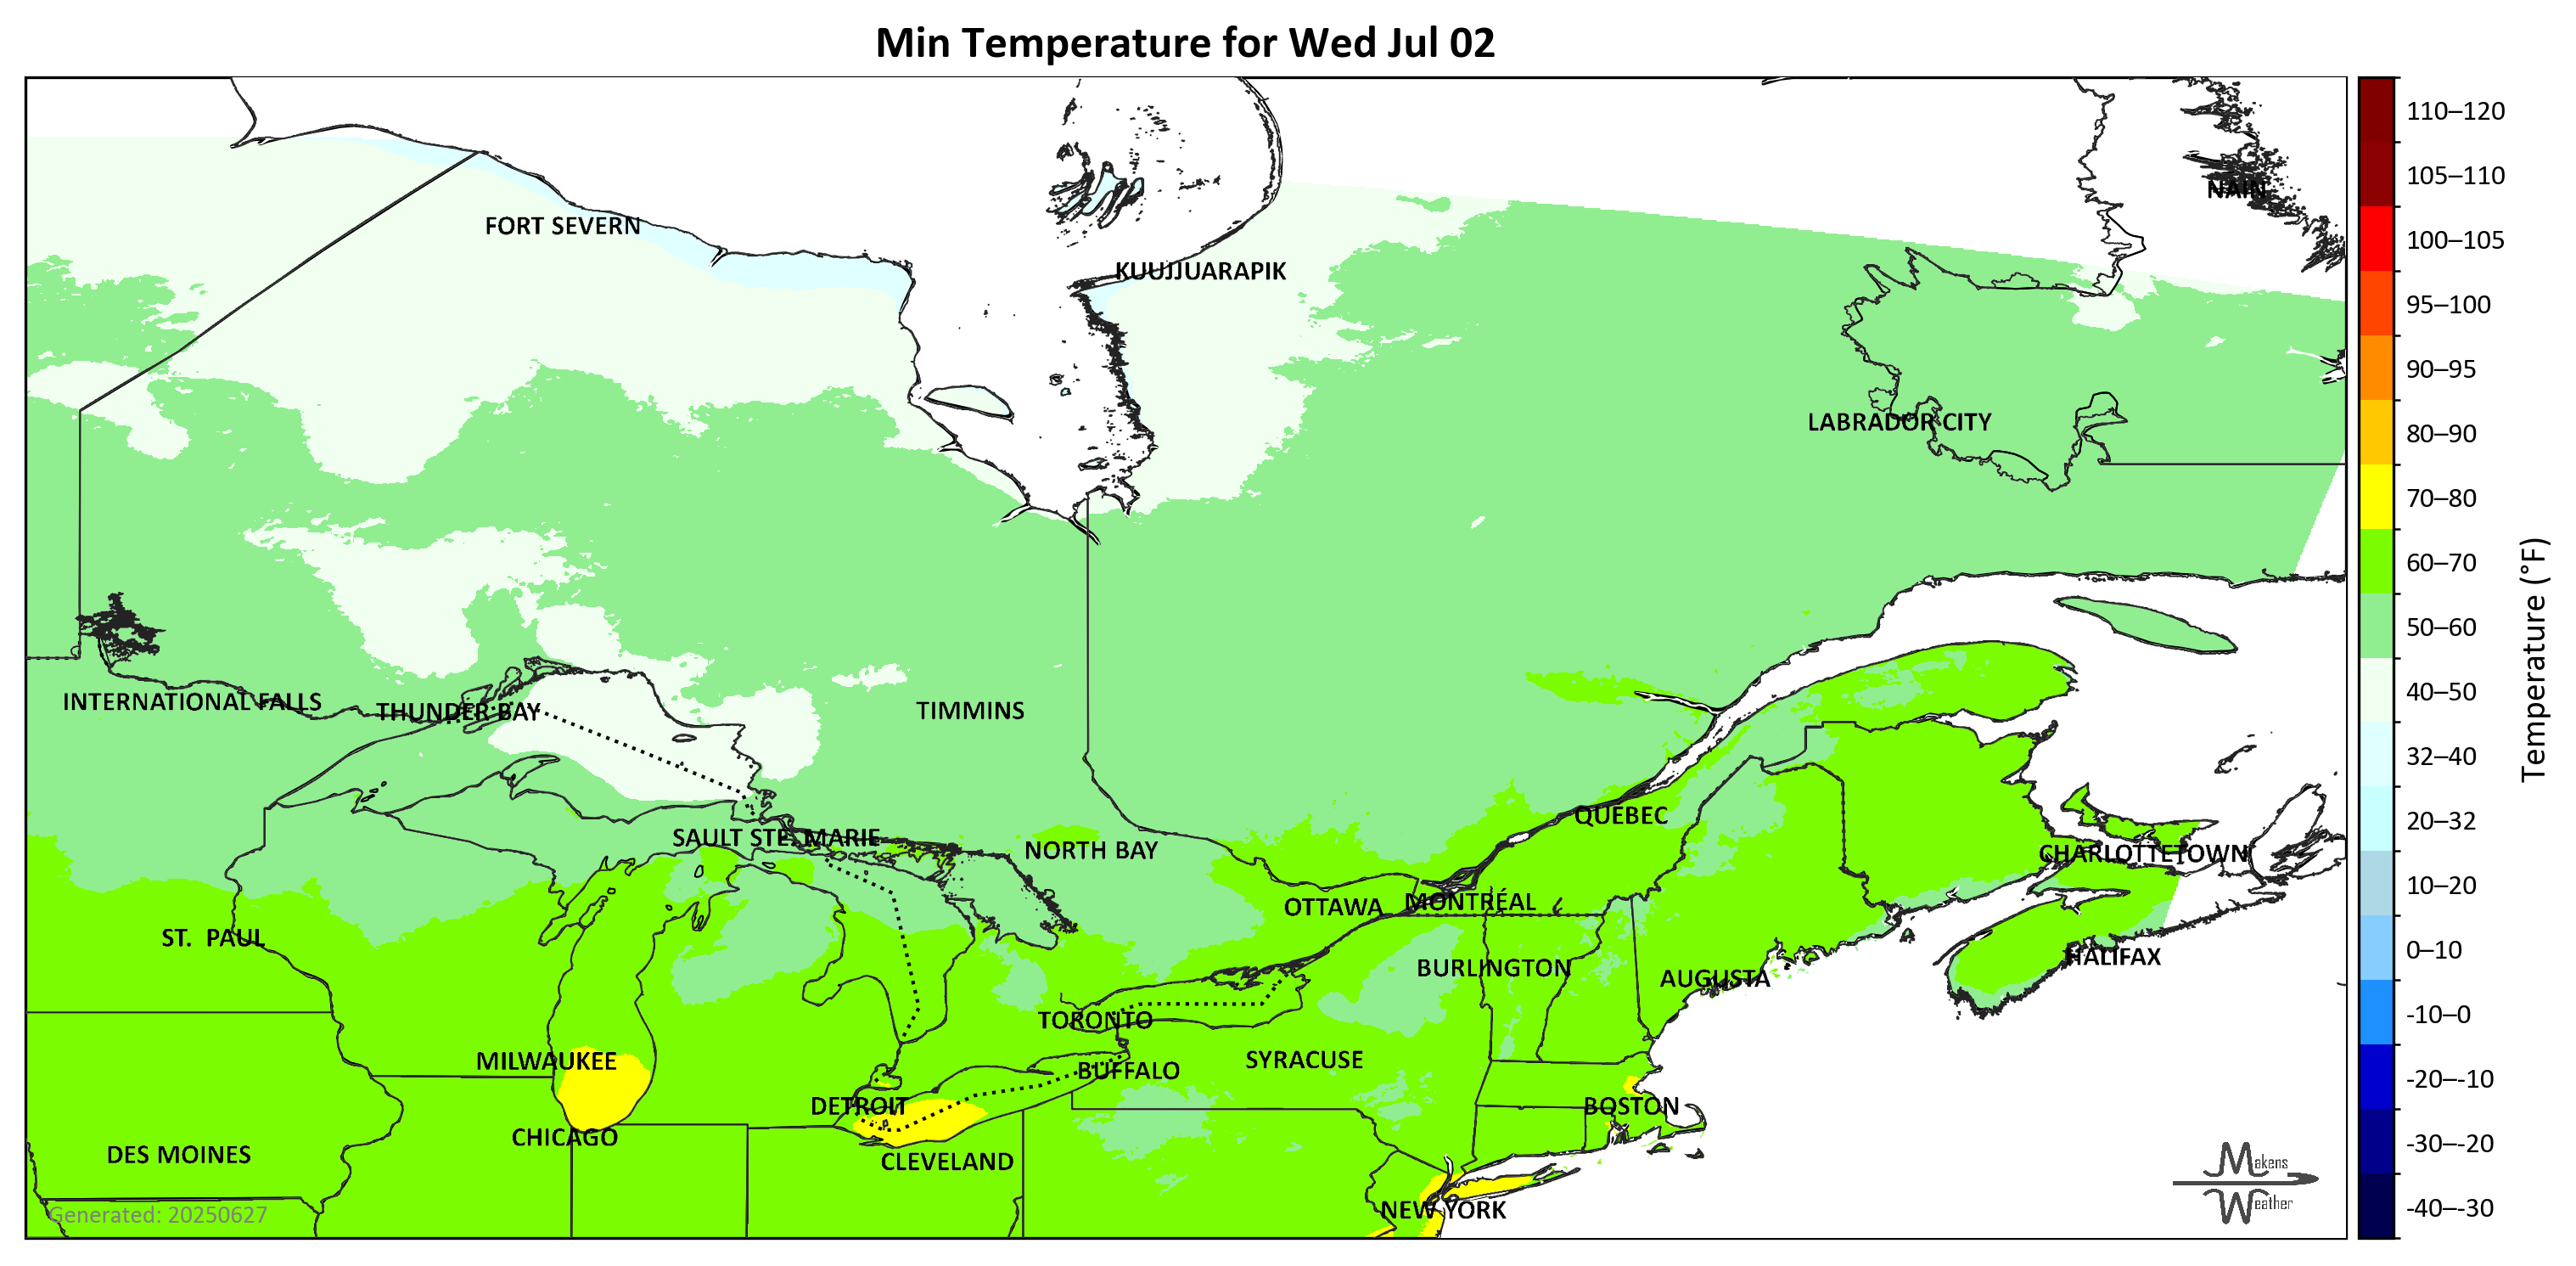 Min Temperature for Wed Jul 02
110–120
105–110
100–105
95–100
90–95
80–90
70–80
60–70
50–60
40–50
32–40
20–32
10–20
0–10
-10–0
-20–-10
-30–-20
-40–-30
Temperature (°F)
NAIN
FORT SEVERN
KUUJJUARAPIK
LABRADOR CITY
INTERNATIONAL FALLS
THUNDER BAY
TIMMINS
QUÉBEC
SAULT STE. MARIE
NORTH BAY
CHARLOTTETOWN
OTTAWA
MONTRÉAL
ST. PAUL
HALIFAX
BURLINGTON
AUGUSTA
TORONTO
MILWAUKEE
SYRACUSE
BUFFALO
DETROIT
BOSTON
CHICAGO
DES MOINES
CLEVELAND
NEW YORK
Generated: 20250627
Makens
Weather